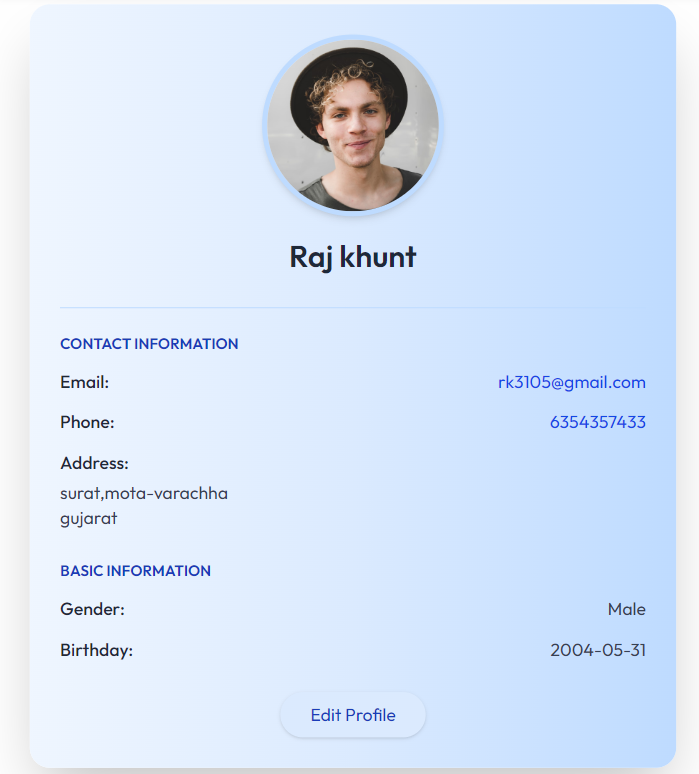 Raj khunt
CONTACT INFORMATION
Email: rk3105@gmail.com
Phone: 6354357433
Address:
surat,mota-varachha
gujarat
BASIC INFORMATION
Gender: Male
Birthday: 2004-05-31
Edit Profile